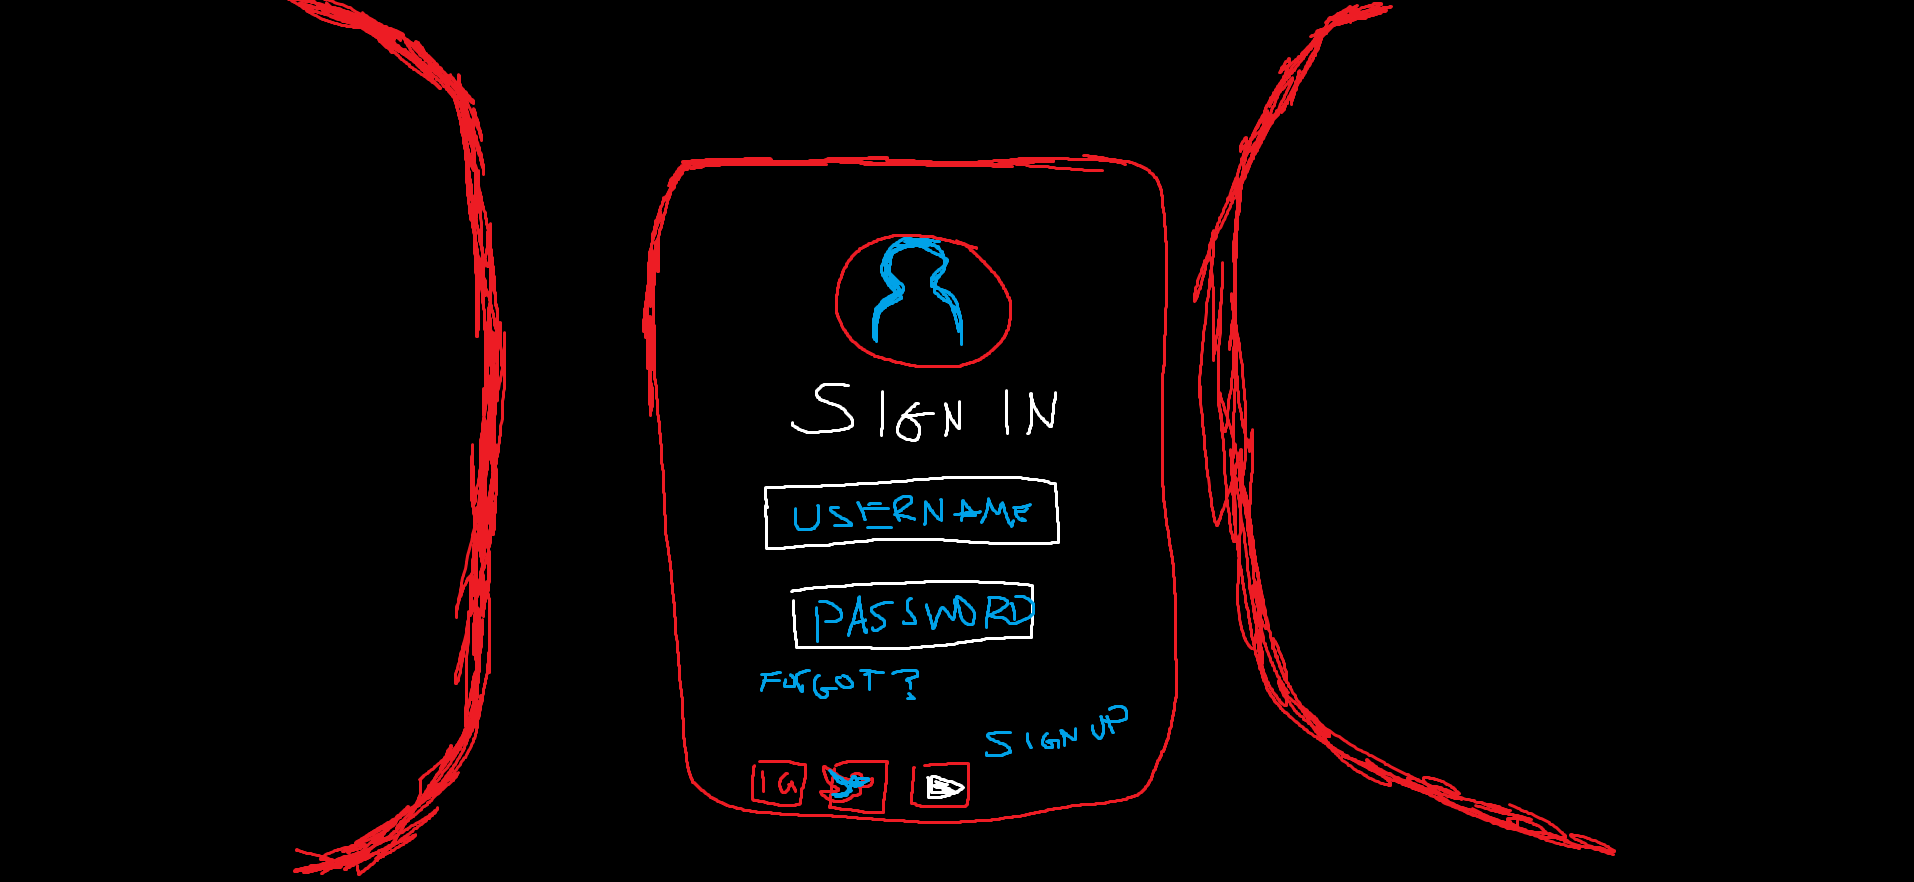 SIGN IN
USERNAME
PASSWORD
FORGOT?
SIGN UP
IG